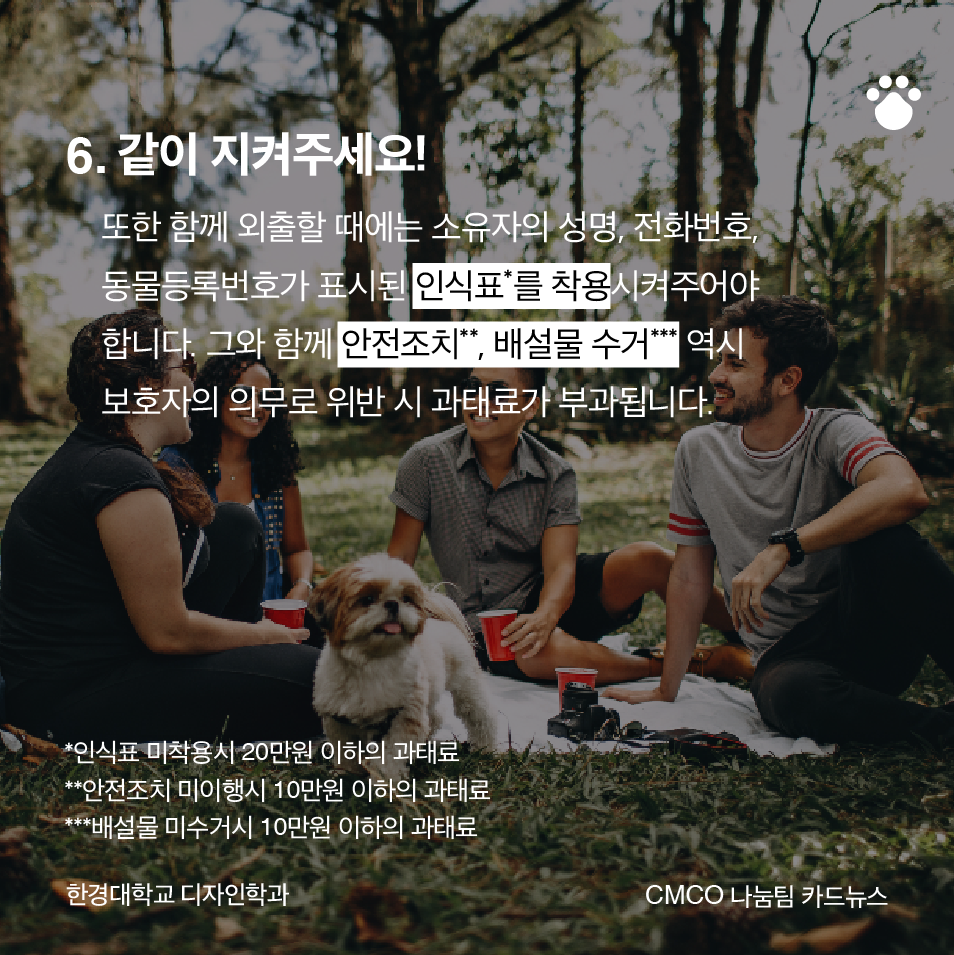 6. 같이 지켜주세요!
또한 함께 외출할 때에는 소유자의 성명, 전화번호,
동물등록번호가 표시된 인식표*를 착용시켜주어야
합니다. 그와 함께 안전조치**, 배설물 수거*** 역시
보호자의 의무로 위반 시 과태료가 부과됩니다.
*인식표 미착용시 20만원 이하의 과태료
**안전조치 미이행시 10만원 이하의 과태료
***배설물 미수거시 10만원 이하의 과태료
한경대학교 디자인학과
CMCO 나눔팀 카드뉴스